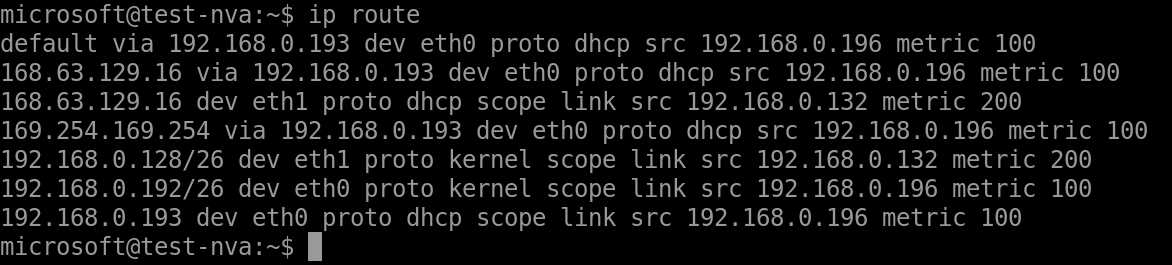 microsoft@test-nva:~$ ip route
default via 192.168.0.193 dev eth0 proto dhcp src 192.168.0.196 metric 100
168.63.129.16 via 192.168.0.193 dev eth0 proto dhcp src 192.168.0.196 metric 100
168.63.129.16 dev eth1 proto dhcp scope link src 192.168.0.132 metric 200
169.254.169.254 via 192.168.0.193 dev eth0 proto dhcp src 192.168.0.196 metric 100
192.168.0.128/26 dev eth1 proto kernel scope link src 192.168.0.132 metric 200
192.168.0.192/26 dev eth0 proto kernel scope link src 192.168.0.196 metric 100
192.168.0.193 dev eth0 proto dhcp scope link src 192.168.0.196 metric 100
microsoft@test-nva:~$